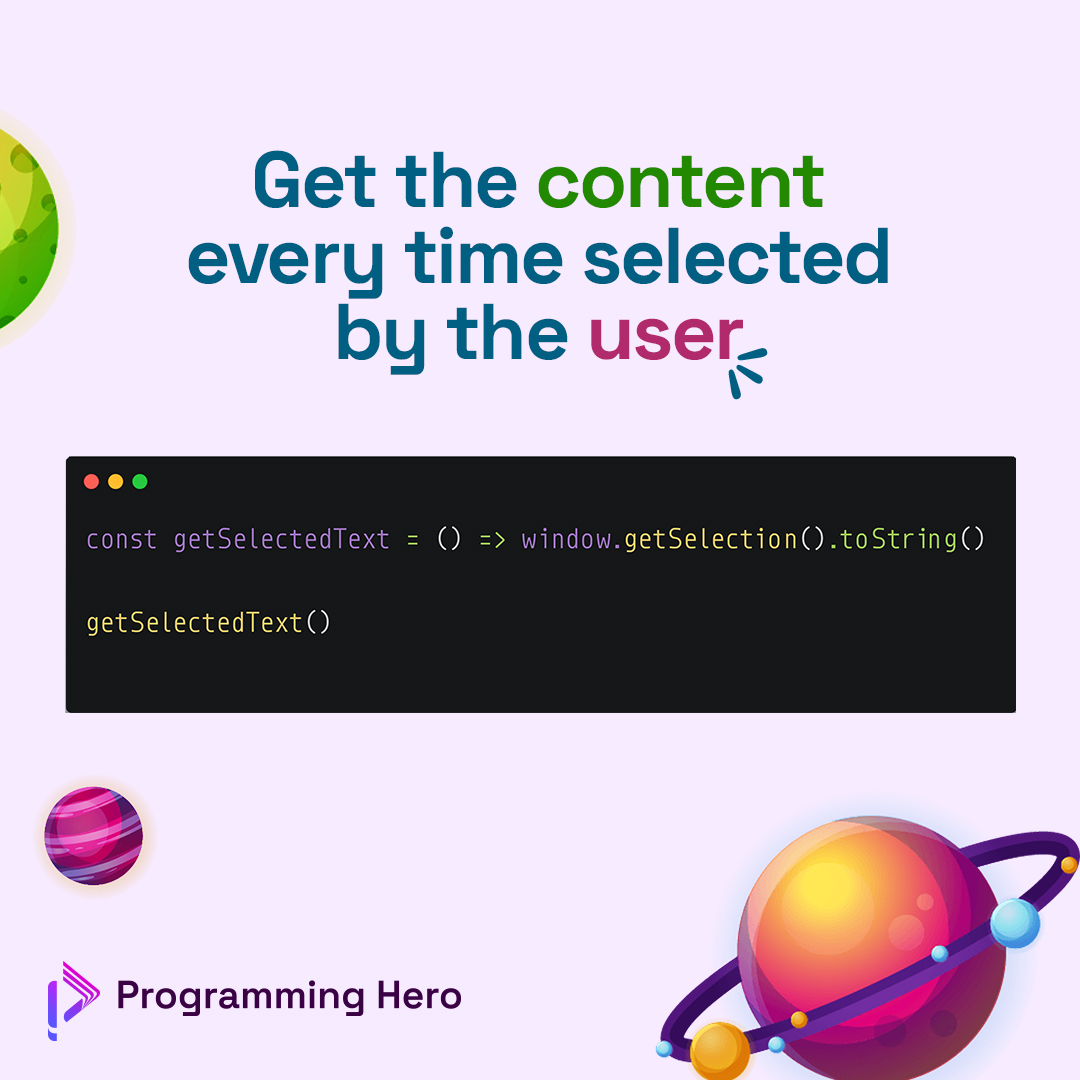 Get the content
every time selected
by the user
const getSelectedText = () => window.getSelection().toString()
getSelectedText()
Programming Hero